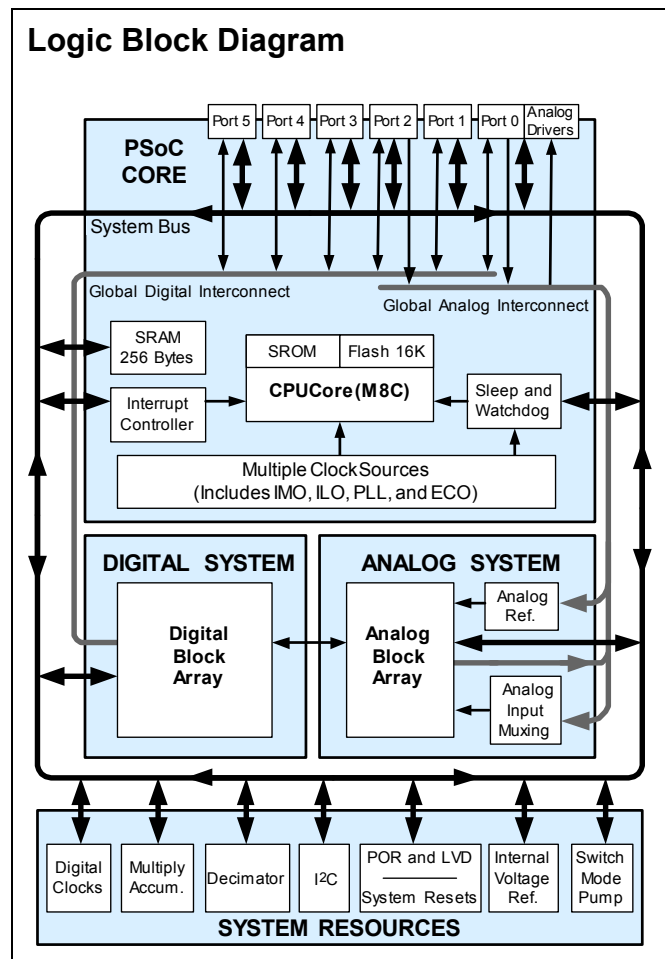 Logic Block Diagram
Port 5
Port 4
Port 3
Port 2
Port 1
Port 0
Analog
Drivers
PSoC
CORE
System Bus
Global Digital Interconnect
Global Analog Interconnect
SRAM
256 Bytes
SROM
Flash 16K
CPUCore(M8C)
Interrupt
Controller
Sleep and
Watchdog
Multiple ClockSources
(Includes IMO, ILO, PLL, and ECO)
DIGITAL SYSTEM
ANALOG SYSTEM
Digital
Block
Array
Analog
Block
Array
Analog
Ref.
Analog
Input
Muxing
Digital
Clocks
Multiply
Accum.
Decimator
I²C
POR and LVD
System Resets
Internal
Voltage
Ref.
Switch
Mode
Pump
SYSTEM RESOURCES